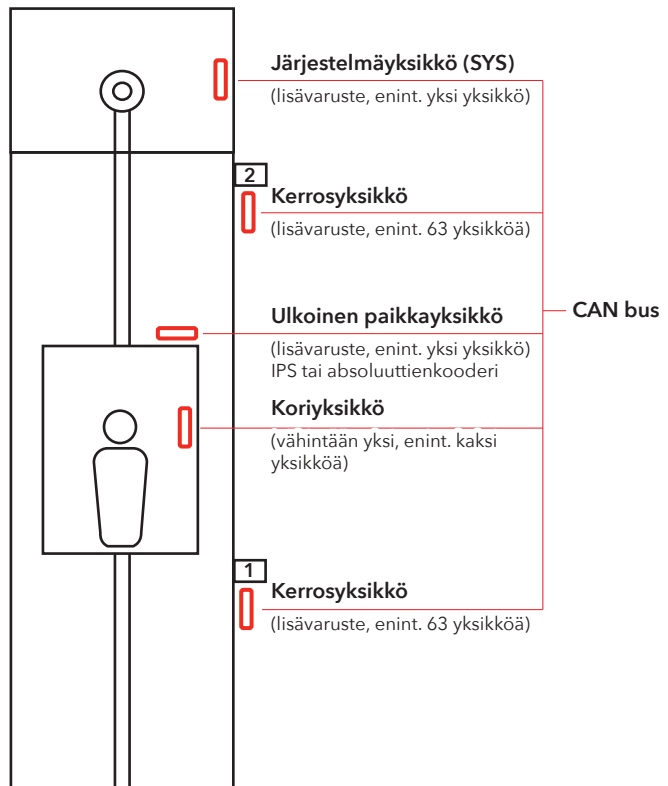 Järjestelmäyksikkö (SYS)
(lisävaruste, enint. yksi yksikkö)
2
Kerrosyksikkö
(lisävaruste, enint. 63 yksikköä)
CAN bus
Ulkoinen paikkayksikkö
(lisävaruste, enint. yksi yksikkö)
IPS tai absoluuttienkooderi
Koriyksikkö
(vähintään yksi, enint. kaksi
yksikköä)
1
Kerrosyksikkö
(lisävaruste, enint. 63 yksikköä)